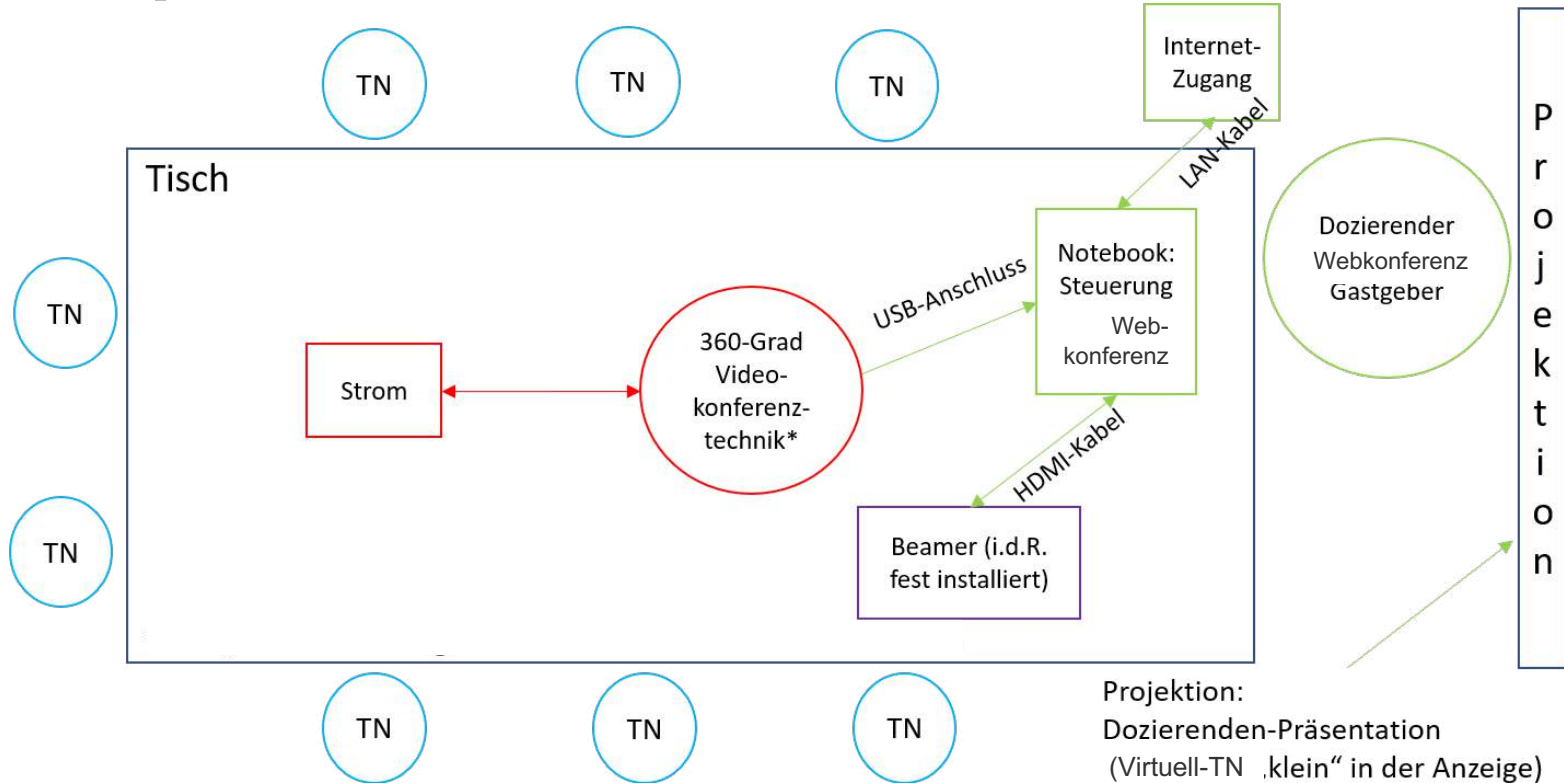 TN
TN
TN
Internet-
Zugang
LAN-Kabel
Tisch
Dozierender
Webkonferenz
Gastgeber
Projektion
Notebook:
Steuerung
Web-
konferenz
USB-Anschluss
TN
360-Grad
Video-
konferenz-
technik*
Strom
HDMI-Kabel
TN
Beamer (i.d.R.
fest installiert)
TN
TN
TN
Projektion:
Dozierenden-Präsentation
(Virtuell-TN „klein“ in der Anzeige)